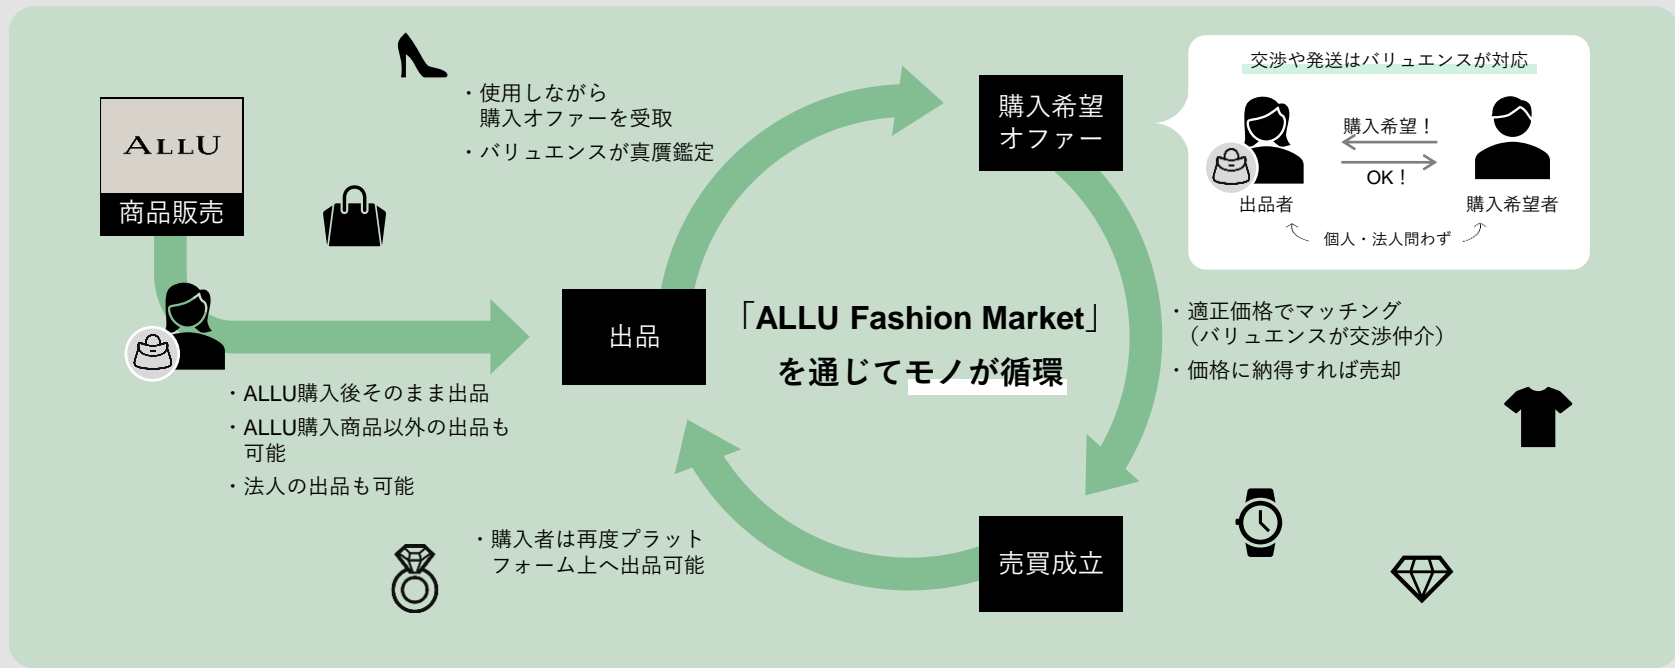 ALLU
商品販売
・使用しながら
購入オファーを受取
・バリュエンスが真贋鑑定
購入希望
オファー
交渉や発送はバリュエンスが対応
購入希望！
OK！
出品者
購入希望者
個人・法人問わず
出品
「ALLU Fashion Market」
を通じてモノが循環
・適正価格でマッチング
（バリュエンスが交渉仲介）
・価格に納得すれば売却
・ALLU購入後そのまま出品
・ALLU購入商品以外の出品も
可能
・法人の出品も可能
・購入者は再度プラット
フォーム上へ出品可能
売買成立